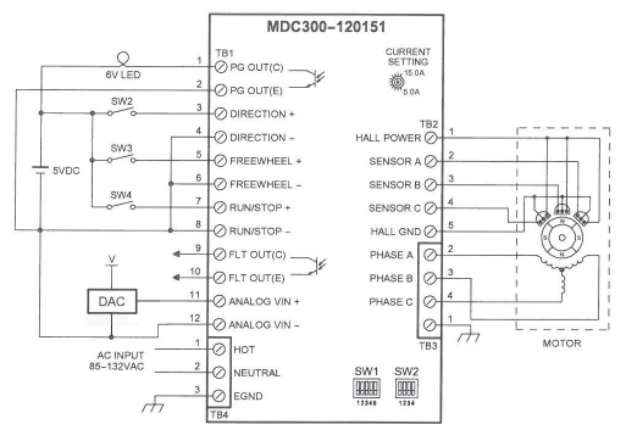 MDC300-120151
TB1
CURRENT
SETTING
15.0A
5.0A
6V LED
1 PG OUT(C)
2 PG OUT(E)
SW2
3 DIRECTION +
4 DIRECTION -
SW3
5 FREEWHEEL +
5VDC
6 FREEWHEEL -
SW4
7 RUN/STOP +
8 RUN/STOP -
9 FLT OUT(C)
10 FLT OUT(E)
V
DAC
11 ANALOG VIN +
12 ANALOG VIN -
AC INPUT
85-132VAC
1 HOT
2 NEUTRAL
3 EGND
TB4
TB2
HALL POWER 1
SENSOR A 2
SENSOR B 3
SENSOR C 4
HALL GND 5
PHASE A 2
PHASE B 3
PHASE C 4
1
TB3
N
S
S
N
MOTOR
SW1
12345
SW2
1234